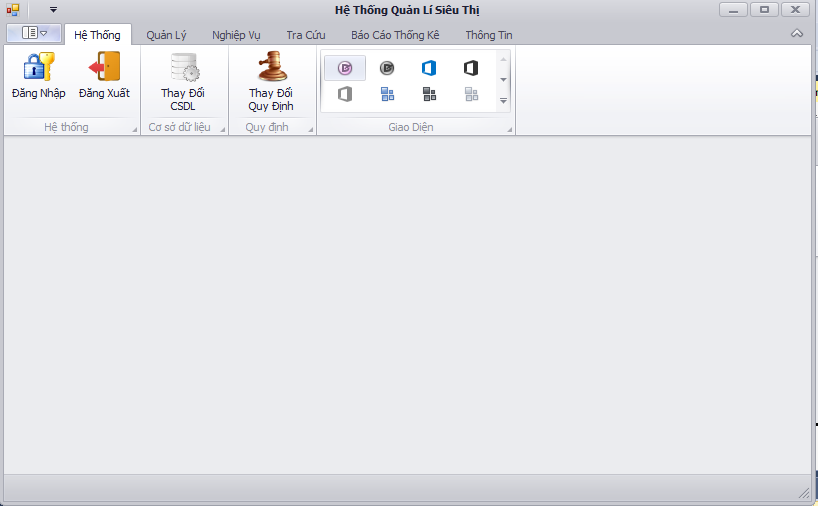 Hệ Thống Quản Lí Siêu Thị
Hệ Thống Quản Lý Nghiệp Vụ Tra Cứu Báo Cáo Thống Kê Thông Tin
Đăng Nhập Đăng Xuất
Thay Đổi
CSDL
Thay Đổi
Quy Định
Hệ thống Cơ sở dữ liệu Quy định Giao Diện